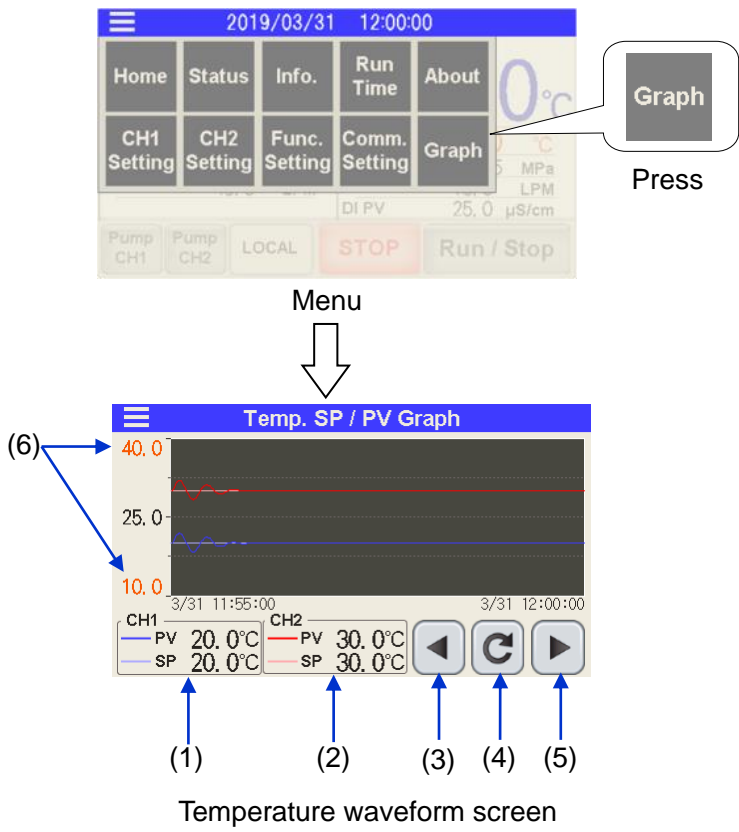 2019/03/31 12:00:00
Home Status Info. Run Time About
CH1 Setting CH2 Setting Func. Setting Comm. Setting Graph
0 °C
°C
5 MPa
LPM
DI PV 25.0 µS/cm
Pump CH1 Pump CH2 LOCAL STOP Run / Stop
Graph
Press
Menu
Temp. SP / PV Graph
(6)
40.0
25.0
10.0
3/31 11:55:00 3/31 12:00:00
CH1 CH2
PV 20.0°C PV 30.0°C
SP 20.0°C SP 30.0°C
(1) (2) (3) (4) (5)
Temperature waveform screen